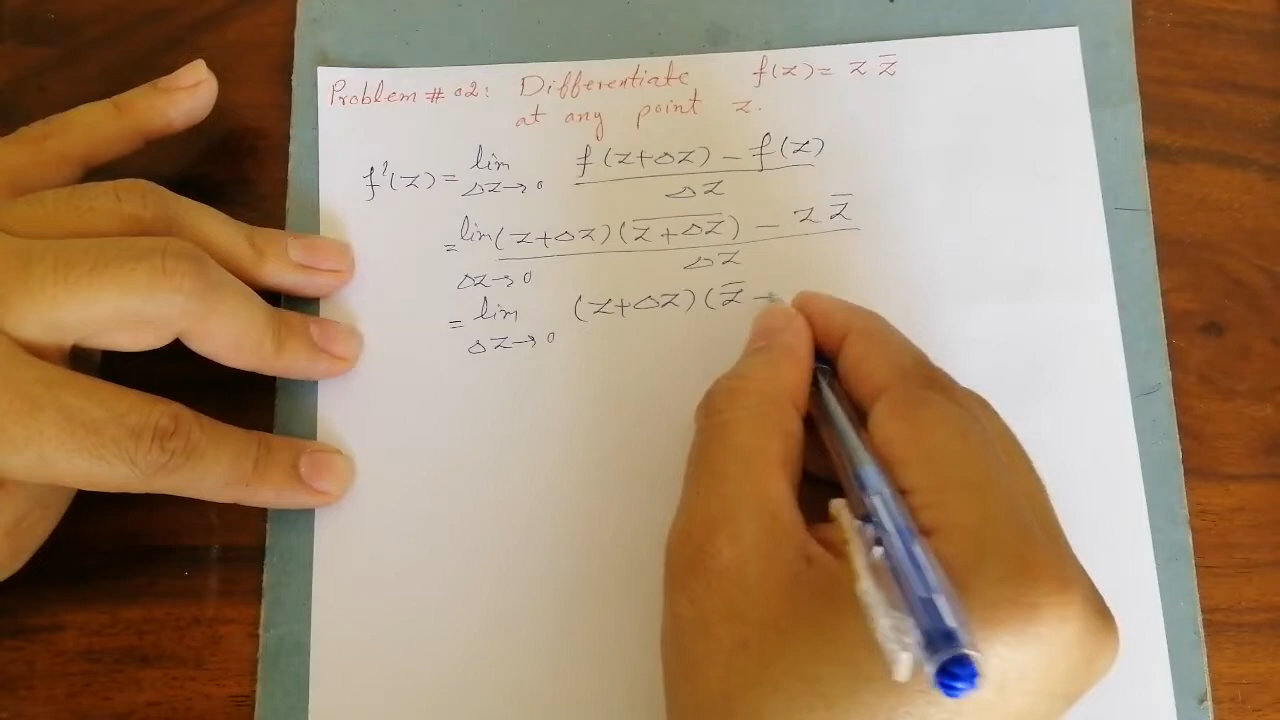 Problem # 02: Differentiate f(z) = z z̅
at any point z.
f'(z) = lim Δz→0 f(z+Δz) - f(z) / Δz
= lim Δz→0 (z+Δz)(z̅+̅Δ̅z̅) - z z̅ / Δz
= lim Δz→0 (z+Δz)(z̅ -